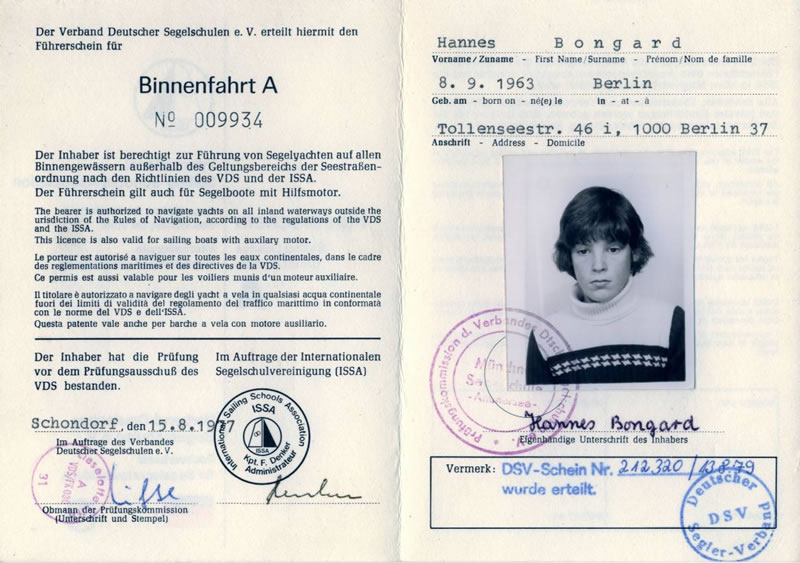 Der Verband Deutscher Segelschulen e. V. erteilt hiermit den
Führerschein für
Binnenfahrt A
Nº 009934
Der Inhaber ist berechtigt zur Führung von Segelyachten auf allen
Binnengewässern außerhalb des Geltungsbereichs der Seestraßen-
ordnung nach den Richtlinien des VDS und der ISSA.
Der Führerschein gilt auch für Segelboote mit Hilfsmotor.
The bearer is authorized to navigate yachts on all inland waterways outside the
urisdiction of the Rules of Navigation, according to the regulations of the VDS
and the ISSA.
This licence is also valid for sailing boats with auxilary motor.
Le porteur est autorisé a naviguer sur toutes les eaux continentales, dans le cadre
des reglementations maritimes et des directives de la VDS.
Ce permis est aussi valable pour les voiliers munis d'un moteur auxiliaire.
Il titolare è autorizzato a navigare degli yacht a vela in qualsiasi acqua continentale
fuori dei limiti di validità del regolamento del traffico marittimo in conformatà
con le norme del VDS e dell'ISSA.
Questa patente vale anche per barche a vela con motore ausiliario.
Der Inhaber hat die Prüfung
vor dem Prüfungsausschuß des
VDS bestanden.
Im Auftrage der Internationalen
Segelschulvereinigung (ISSA)
Schondorf, den 15.8.1977
Im Auftrage des Verbandes
Deutscher Segelschulen e. V.
International Sailing Schools Association
ISSA
ISSA
Kpt. F. Denker
Administrateur
A
31
Obmann der Prüfungskommission
(Unterschrift und Stempel)
Hannes Bongard
Vorname/Zuname - First Name/Surname - Prénom/Nom de famille
8. 9. 1963 Berlin
Geb. am - born on - né(e) le in - at - à
Tollenseestr. 46 i, 1000 Berlin 37
Anschrift - Address - Domicile
Prüfungskommission d. Verbandes
Hannes Bongard
Eigenhändige Unterschrift des Inhabers
Vermerk: DSV-Schein Nr. 212320/13.8.79
wurde erteilt.
Deutscher
DSV
Segler-Verband